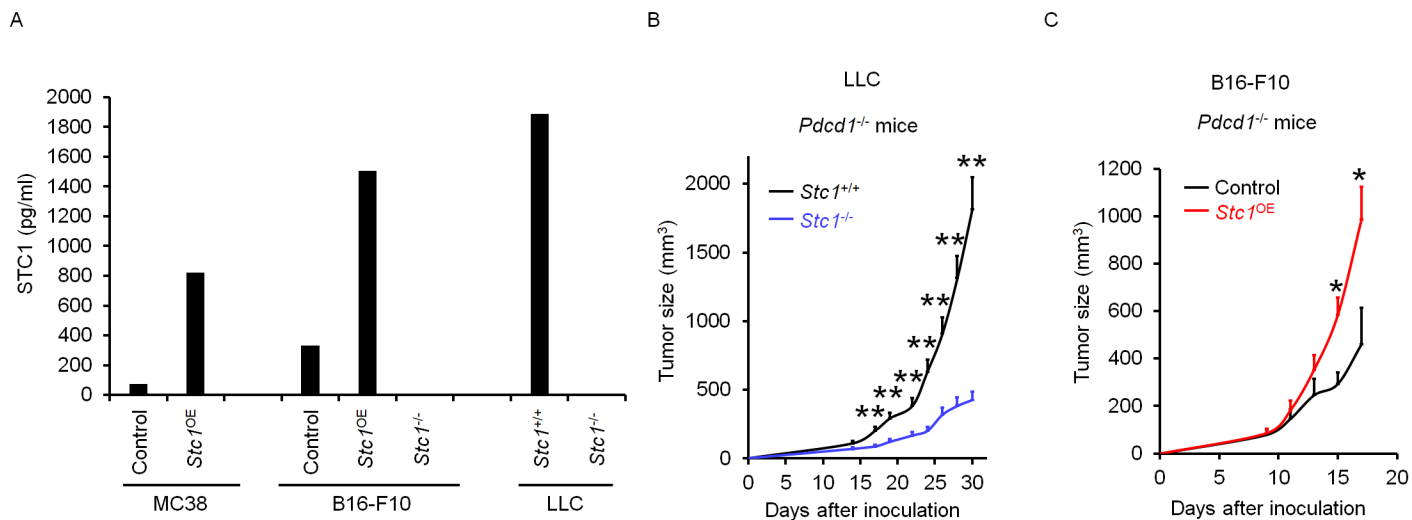 A
STC1 (pg/ml)
2000
1800
1600
1400
1200
1000
800
600
400
200
0
Control
Stc1ᴼᴱ
Control
Stc1ᴼᴱ
Stc1⁻/⁻
Stc1⁺/⁺
Stc1⁻/⁻
MC38
B16-F10
LLC
B
LLC
Pdcd1⁻/⁻ mice
Tumor size (mm³)
2000
1500
1000
500
0
Stc1⁺/⁺
Stc1⁻/⁻
**
**
**
**
**
**
**
**
0 5 10 15 20 25 30
Days after inoculation
C
B16-F10
Pdcd1⁻/⁻ mice
Tumor size (mm³)
1200
1000
800
600
400
200
0
Control
Stc1ᴼᴱ
*
*
0 5 10 15 20
Days after inoculation